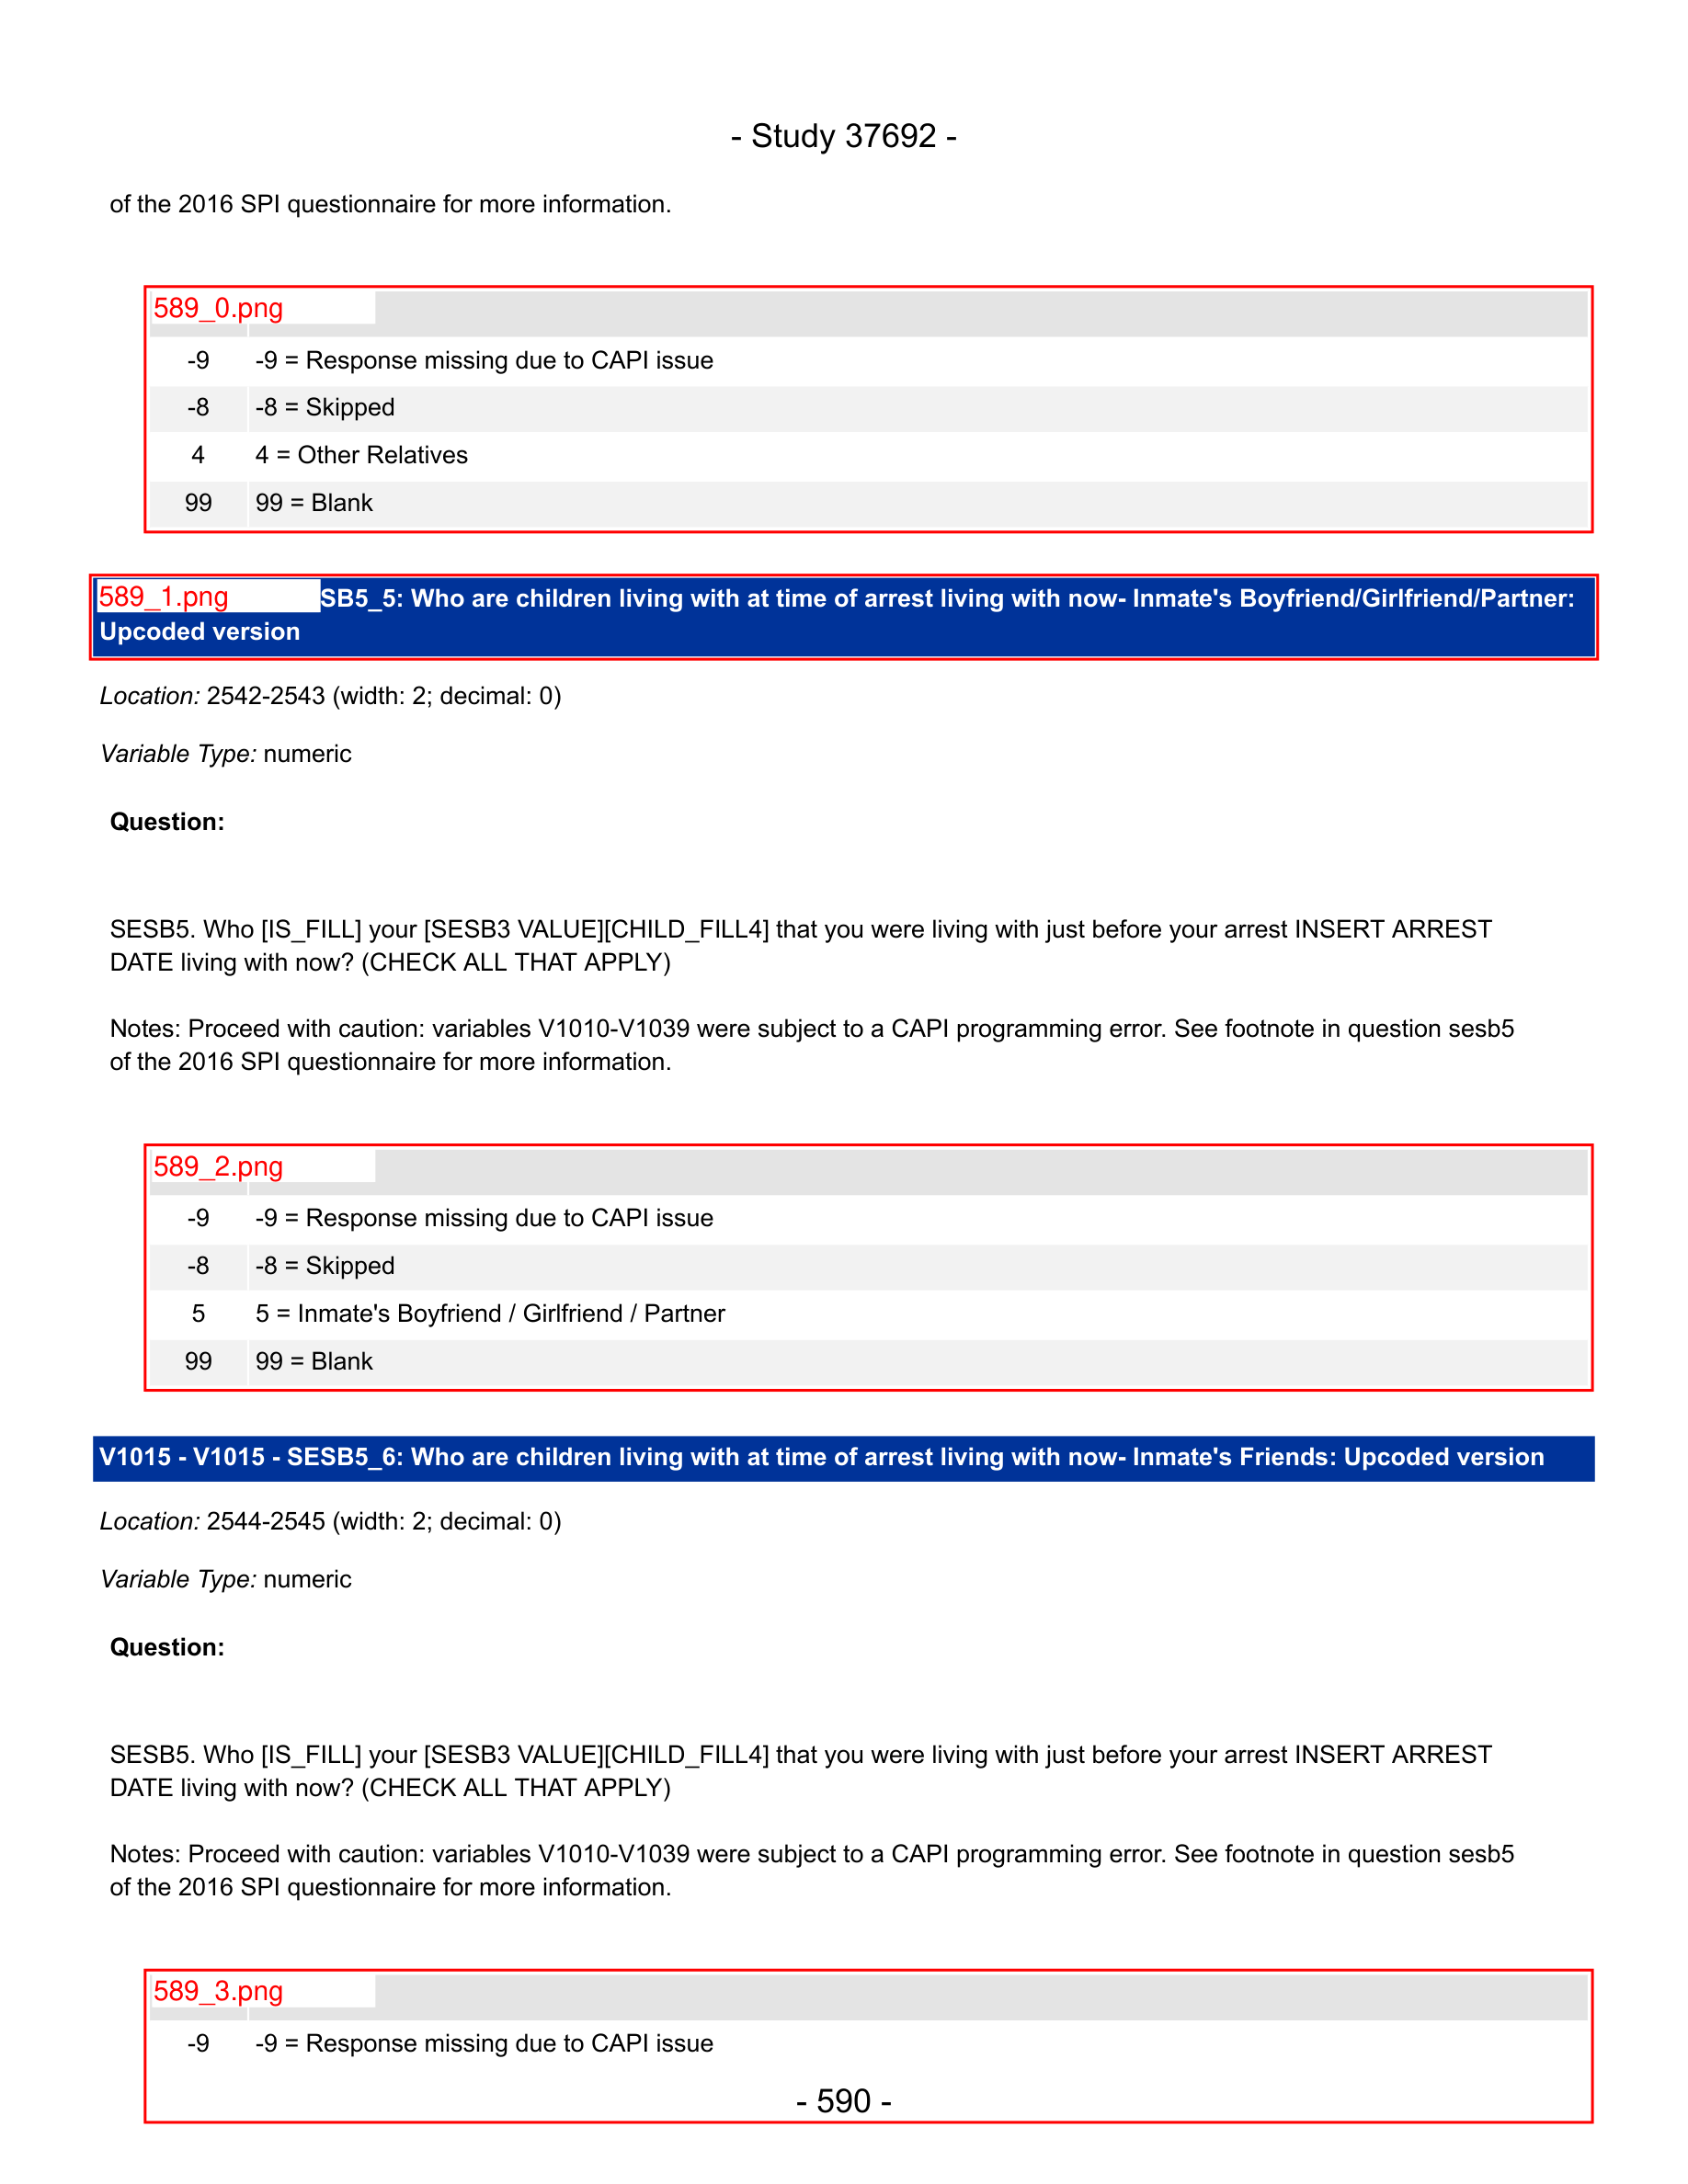 - Study 37692 -
of the 2016 SPI questionnaire for more information.
589_0.png
-9 -9 = Response missing due to CAPI issue
-8 -8 = Skipped
4 4 = Other Relatives
99 99 = Blank
589_1.png SB5_5: Who are children living with at time of arrest living with now- Inmate's Boyfriend/Girlfriend/Partner:
Upcoded version
Location: 2542-2543 (width: 2; decimal: 0)
Variable Type: numeric
Question:
SESB5. Who [IS_FILL] your [SESB3 VALUE][CHILD_FILL4] that you were living with just before your arrest INSERT ARREST
DATE living with now? (CHECK ALL THAT APPLY)
Notes: Proceed with caution: variables V1010-V1039 were subject to a CAPI programming error. See footnote in question sesb5
of the 2016 SPI questionnaire for more information.
589_2.png
-9 -9 = Response missing due to CAPI issue
-8 -8 = Skipped
5 5 = Inmate's Boyfriend / Girlfriend / Partner
99 99 = Blank
V1015 - V1015 - SESB5_6: Who are children living with at time of arrest living with now- Inmate's Friends: Upcoded version
Location: 2544-2545 (width: 2; decimal: 0)
Variable Type: numeric
Question:
SESB5. Who [IS_FILL] your [SESB3 VALUE][CHILD_FILL4] that you were living with just before your arrest INSERT ARREST
DATE living with now? (CHECK ALL THAT APPLY)
Notes: Proceed with caution: variables V1010-V1039 were subject to a CAPI programming error. See footnote in question sesb5
of the 2016 SPI questionnaire for more information.
589_3.png
-9 -9 = Response missing due to CAPI issue
- 590 -